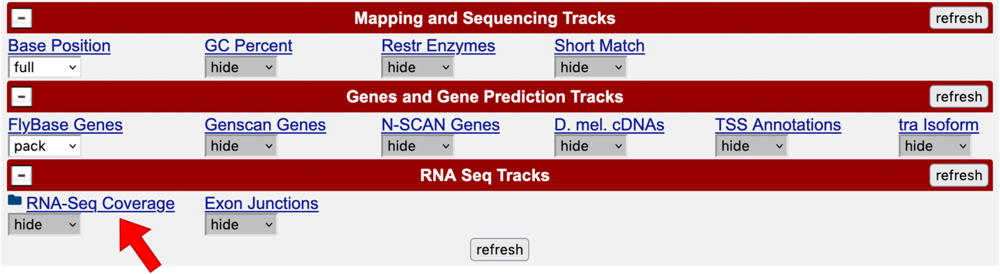 - Mapping and Sequencing Tracks refresh
Base Position GC Percent Restr Enzymes Short Match
full hide hide hide
- Genes and Gene Prediction Tracks refresh
FlyBase Genes Genscan Genes N-SCAN Genes D. mel. cDNAs TSS Annotations tra Isoform
pack hide hide hide hide hide
- RNA Seq Tracks refresh
RNA-Seq Coverage Exon Junctions
hide hide
refresh